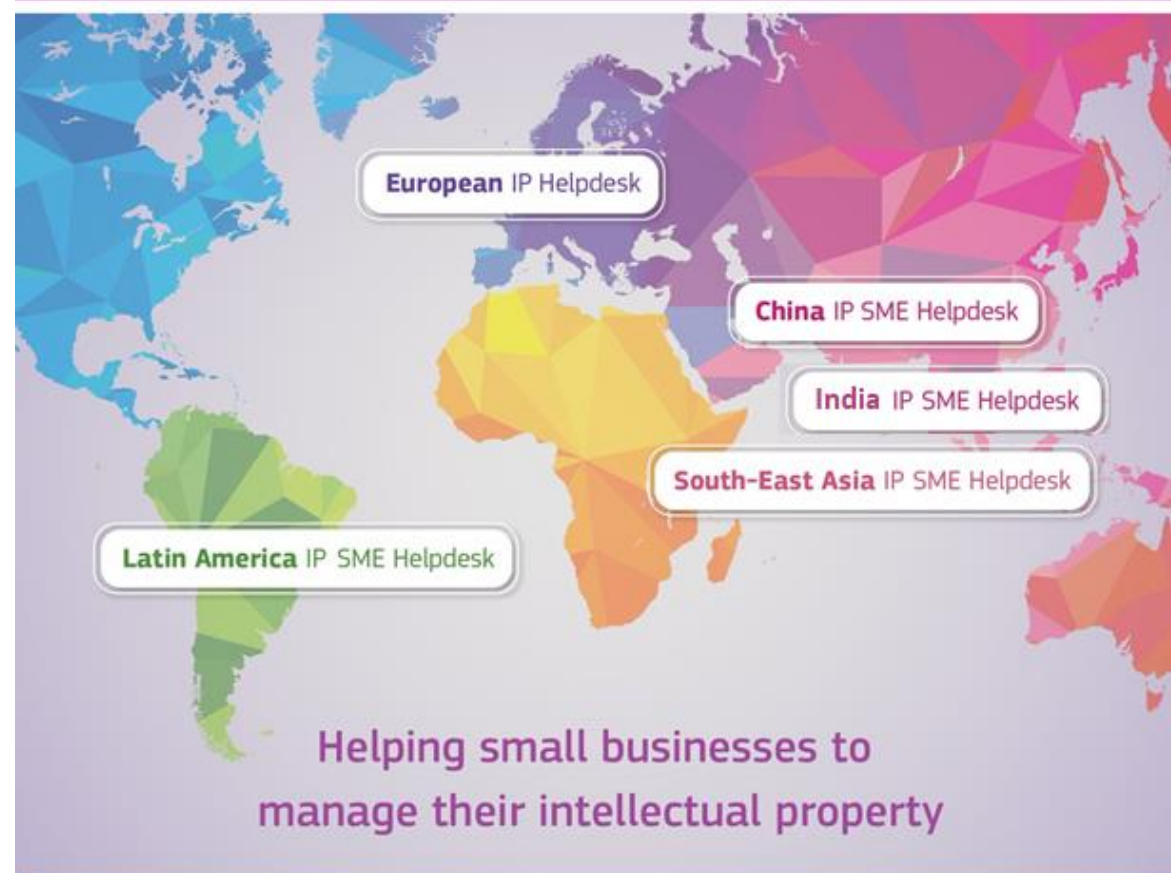 European IP Helpdesk
China IP SME Helpdesk
India IP SME Helpdesk
South-East Asia IP SME Helpdesk
Latin America IP SME Helpdesk
Helping small businesses to
manage their intellectual property